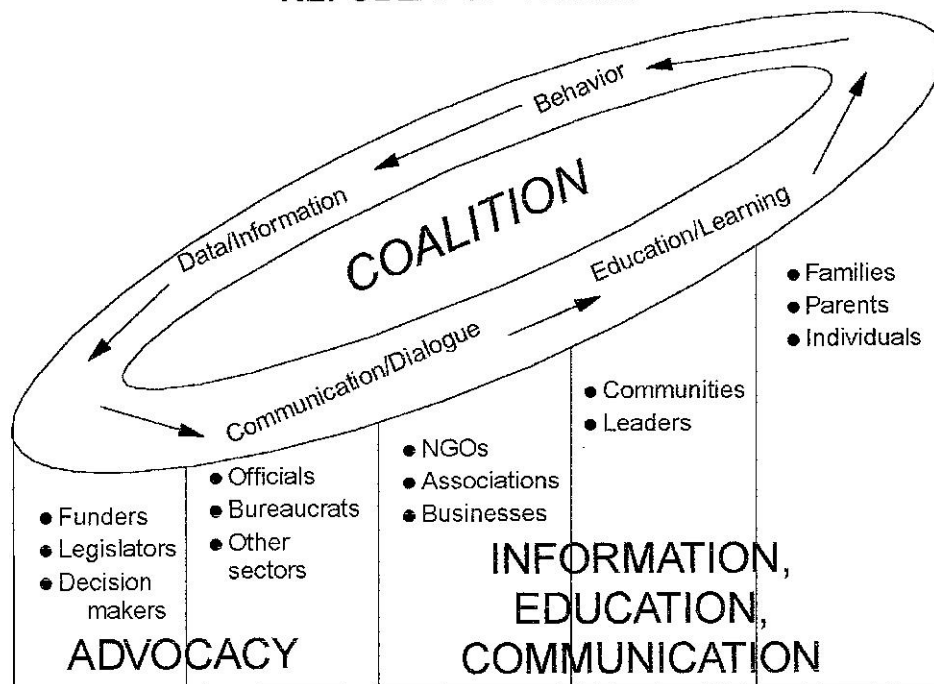 Behavior
Data/Information
COALITION
Education/Learning
Communication/Dialogue
● Families
● Parents
● Individuals
● Communities
● Leaders
● NGOs
● Associations
● Businesses
● Officials
● Bureaucrats
● Other
sectors
● Funders
● Legislators
● Decision
makers
INFORMATION,
EDUCATION,
COMMUNICATION
ADVOCACY